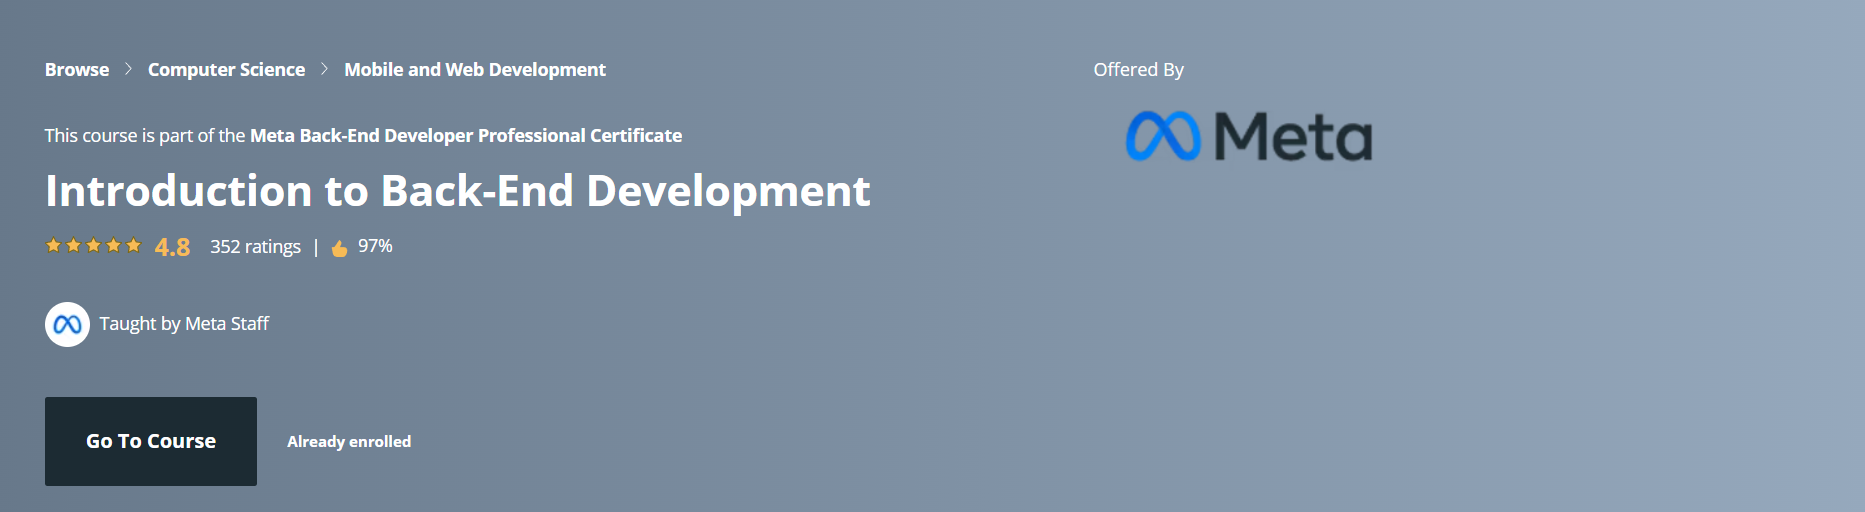 Browse > Computer Science > Mobile and Web Development
Offered By
Meta
This course is part of the Meta Back-End Developer Professional Certificate
Introduction to Back-End Development
4.8 352 ratings | 97%
Taught by Meta Staff
Go To Course
Already enrolled